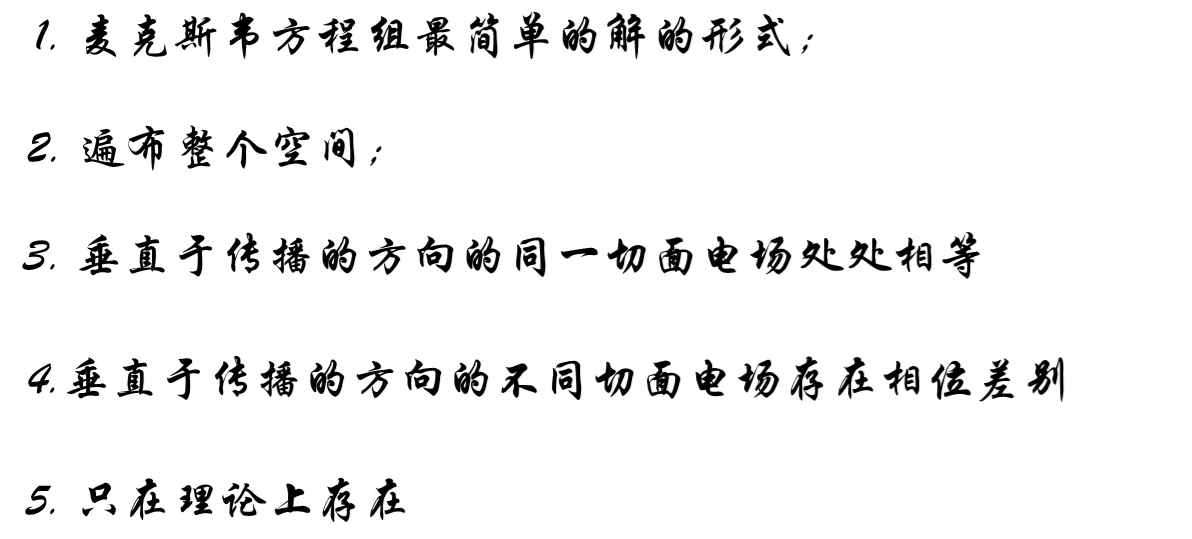 1. 麦克斯韦方程组最简单的解的形式;
2. 遍布整个空间;
3. 垂直于传播的方向的同一切面电场处处相等
4.垂直于传播的方向的不同切面电场存在相位差别
5. 只在理论上存在